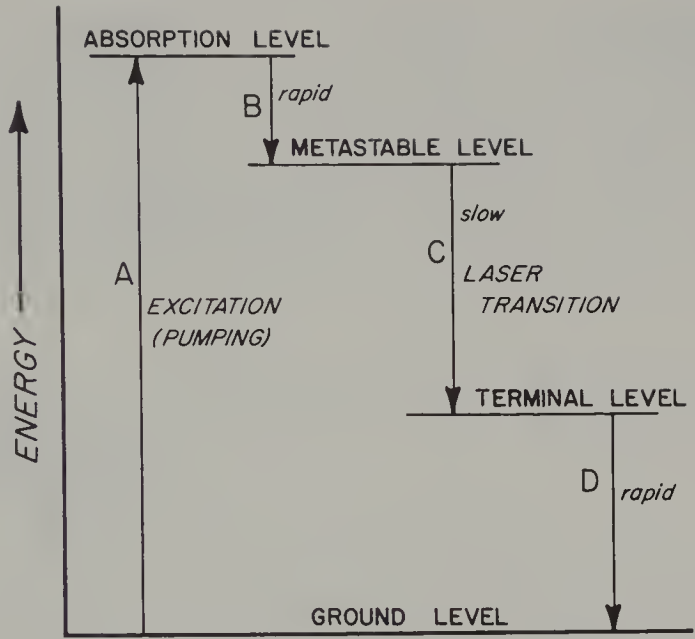 ABSORPTION LEVEL
B rapid
METASTABLE LEVEL
slow
C
LASER
TRANSITION
A
EXCITATION
(PUMPING)
ENERGY
TERMINAL LEVEL
D rapid
GROUND LEVEL